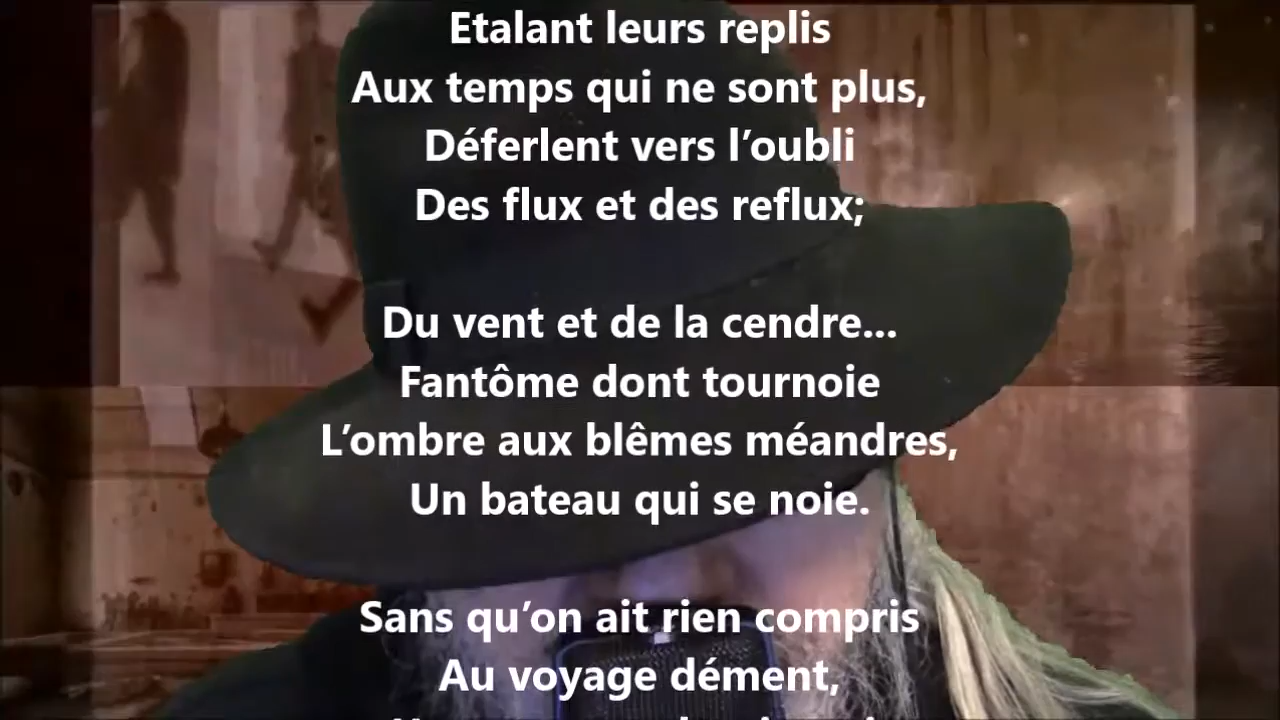 Etalant leurs replis
Aux temps qui ne sont plus,
Déferlent vers l’oubli
Des flux et des reflux;
Du vent et de la cendre...
Fantôme dont tournoie
L’ombre aux blêmes méandres,
Un bateau qui se noie.
Sans qu’on ait rien compris
Au voyage dément,